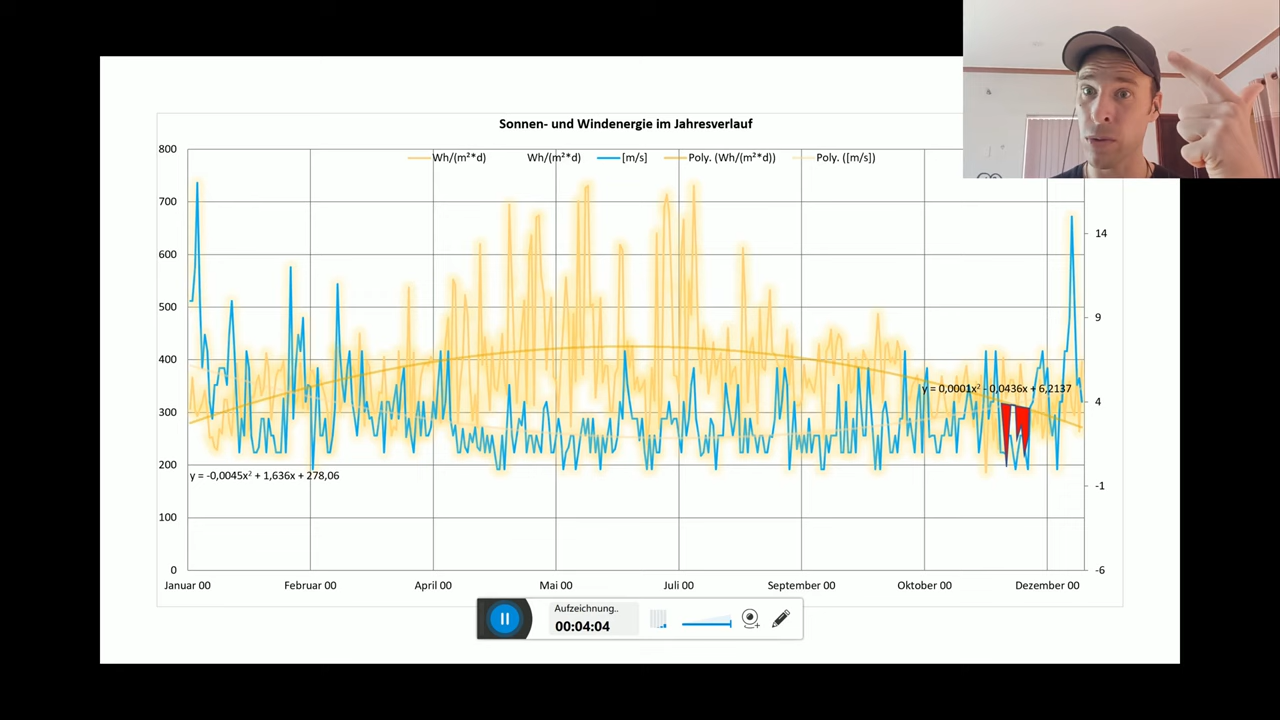 Sonnen- und Windenergie im Jahresverlauf
Wh/(m²*d) Wh/(m²*d) [m/s] Poly. (Wh/(m²*d)) Poly. ([m/s])
800
700
600
500
400
300
200
100
0
14
9
4
-1
-6
y = 0,0001x² - 0,0436x + 6,2137
y = -0,0045x² + 1,636x + 278,06
Januar 00 Februar 00 April 00 Mai 00 Juli 00 September 00 Oktober 00 Dezember 00
Aufzeichnung..
00:04:04